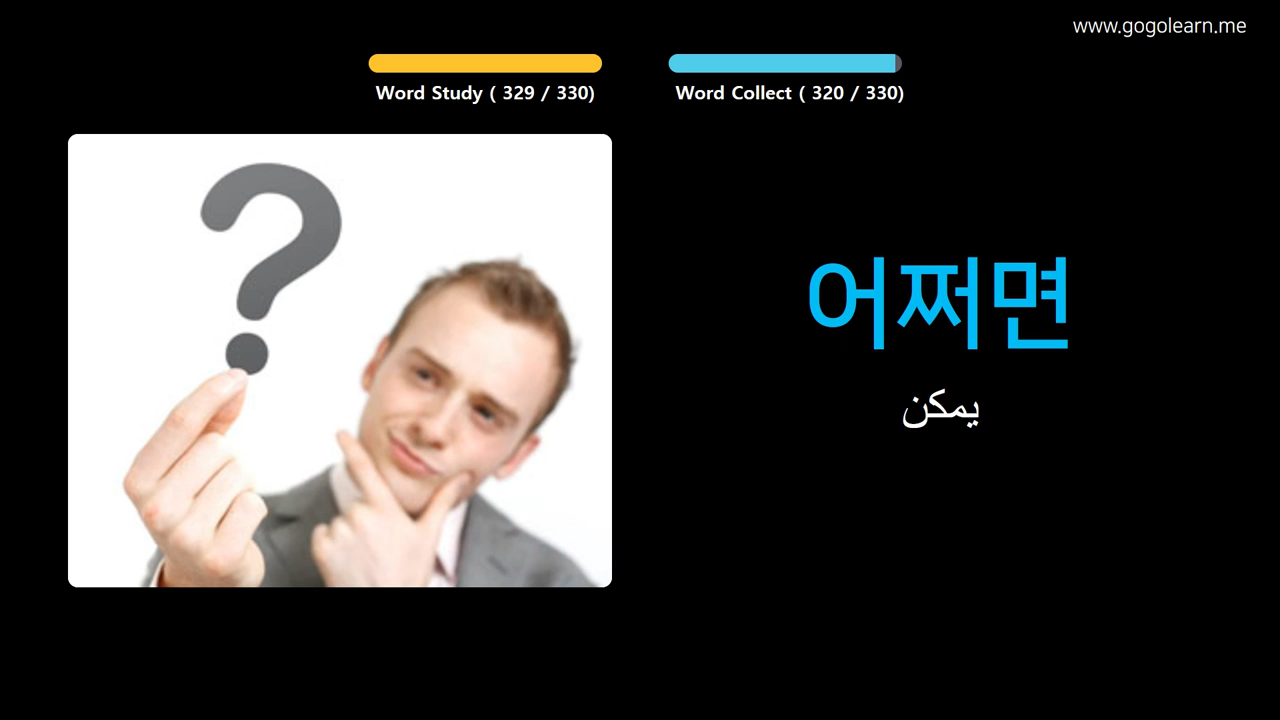 www.gogolearn.me
Word Study ( 329 / 330)
Word Collect ( 320 / 330)
?
어쩌면
يمكن